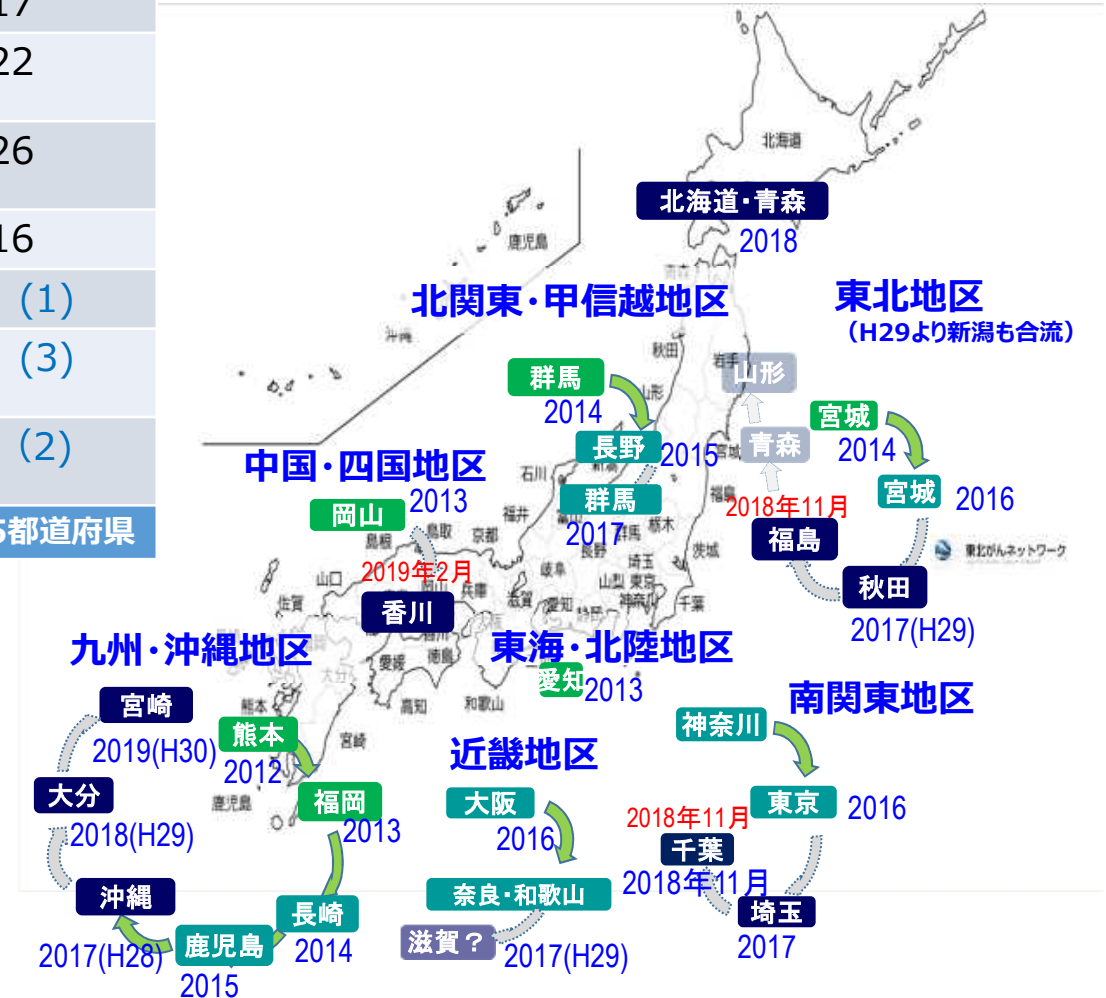 17
22
26
16
(1)
(3)
(2)
5都道府県
北海道
鹿児島
沖縄
北海道・青森
2018
青森
北関東・甲信越地区
東北地区
（H29より新潟も合流）
秋田
岩手
山形
山形
群馬
2014
長野
2015
群馬
2017
宮城
2014
宮城
2016
青森
宮城
2018年11月
福島
福島
秋田
2017(H29)
東北がんネットワーク
中国・四国地区
2013
岡山
石川
福井
鳥取
島根
京都
群馬
栃木
長野
茨城
埼玉
岐阜
山梨
東京
神奈川
千葉
山口
2019年2月
兵庫
滋賀
愛知
静岡
佐賀
香川
愛媛
徳島
高知
和歌山
九州・沖縄地区
東海・北陸地区
愛知
2013
大分
熊本
宮崎
鹿児島
宮崎
2019(H30)
熊本
2012
大分
2018(H29)
福岡
2013
沖縄
2017(H28)
長崎
2014
鹿児島
2015
近畿地区
大阪
2016
奈良・和歌山
滋賀？
2017(H29)
南関東地区
神奈川
東京
2016
2018年11月
千葉
2018年11月
埼玉
2017